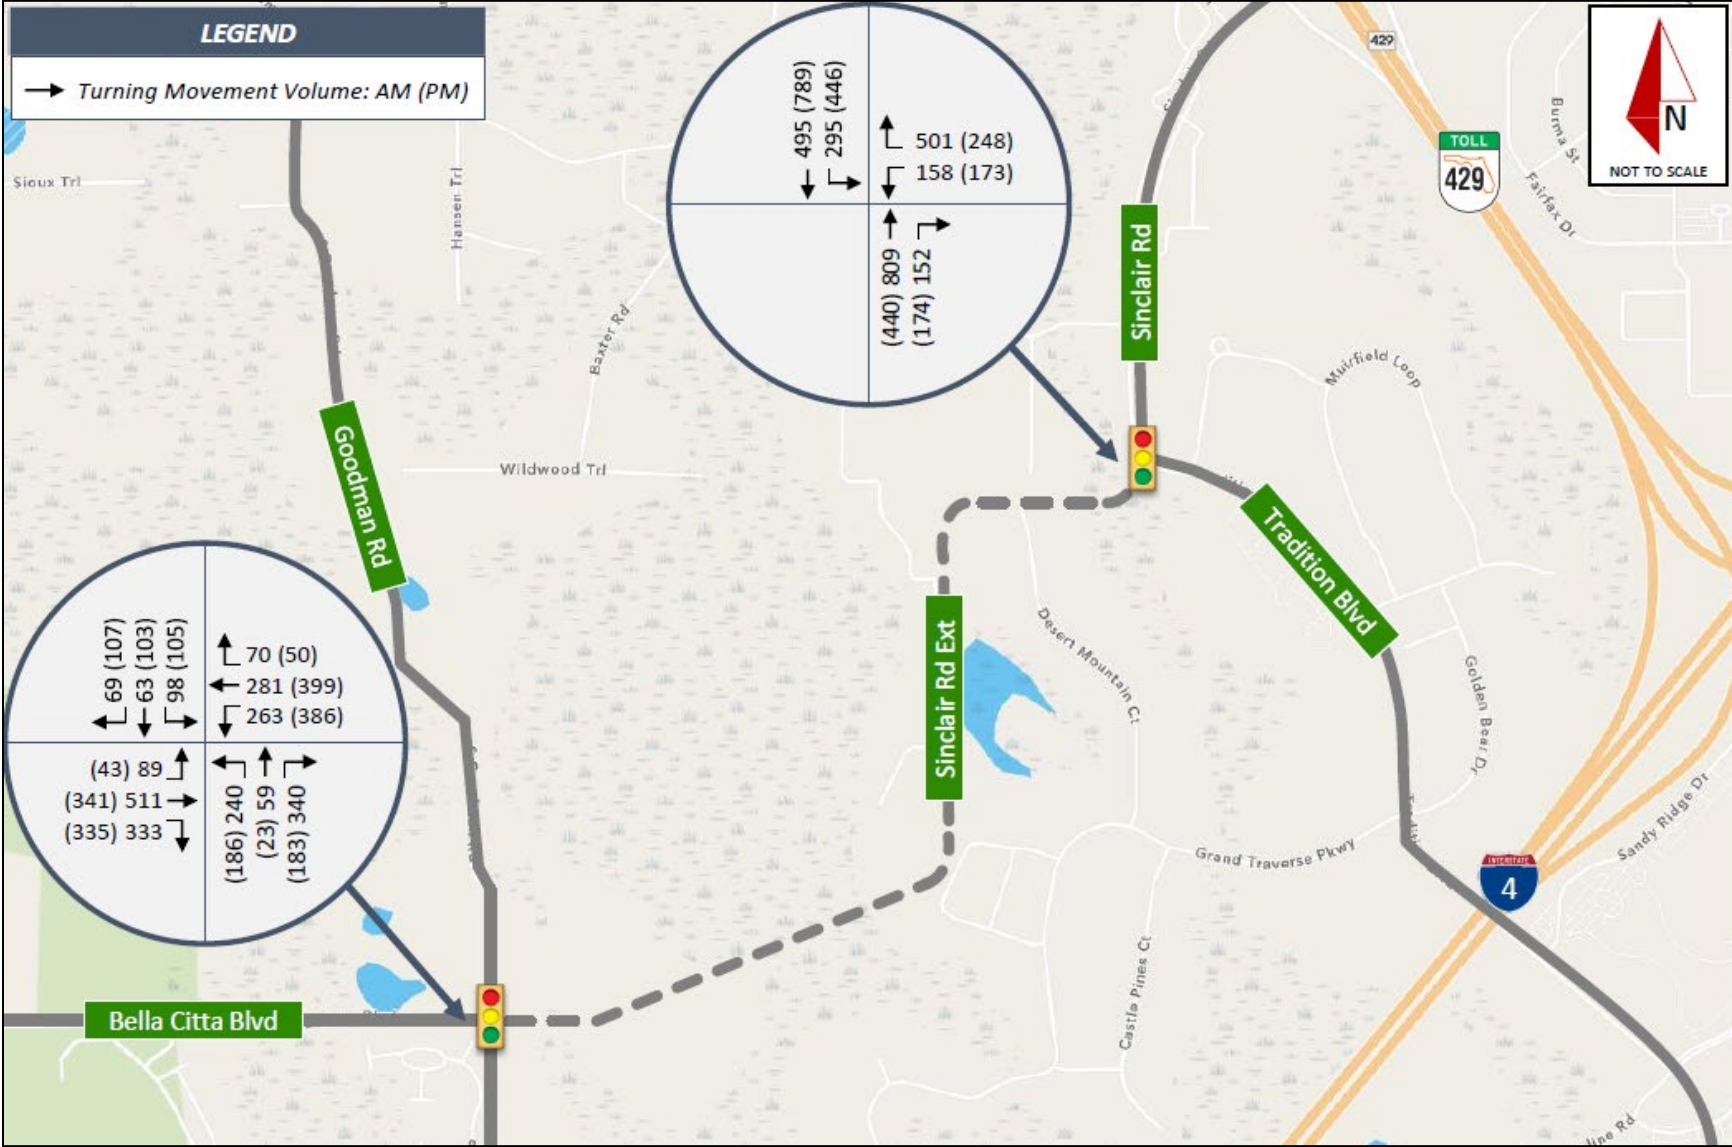 LEGEND
Turning Movement Volume: AM (PM)
495 (789)
295 (446)
501 (248)
158 (173)
(440) 809
(174) 152
429
TOLL
429
N
NOT TO SCALE
Burma St
Fairfax Dr
Sioux Trl
Hansen Trl
Baxter Rd
Sinclair Rd
Muirfield Loop
Goodman Rd
Wildwood Trl
Tradition Blvd
69 (107)
63 (103)
98 (105)
70 (50)
281 (399)
263 (386)
(43) 89
(341) 511
(335) 333
(186) 240
(23) 59
(183) 340
Sinclair Rd Ext
Desert Mountain Ct
Golden Bear Dr
Grand Traverse Pkwy
Sandy Ridge Dr
INTERSTATE
4
Castle Pines Ct
Bella Citta Blvd